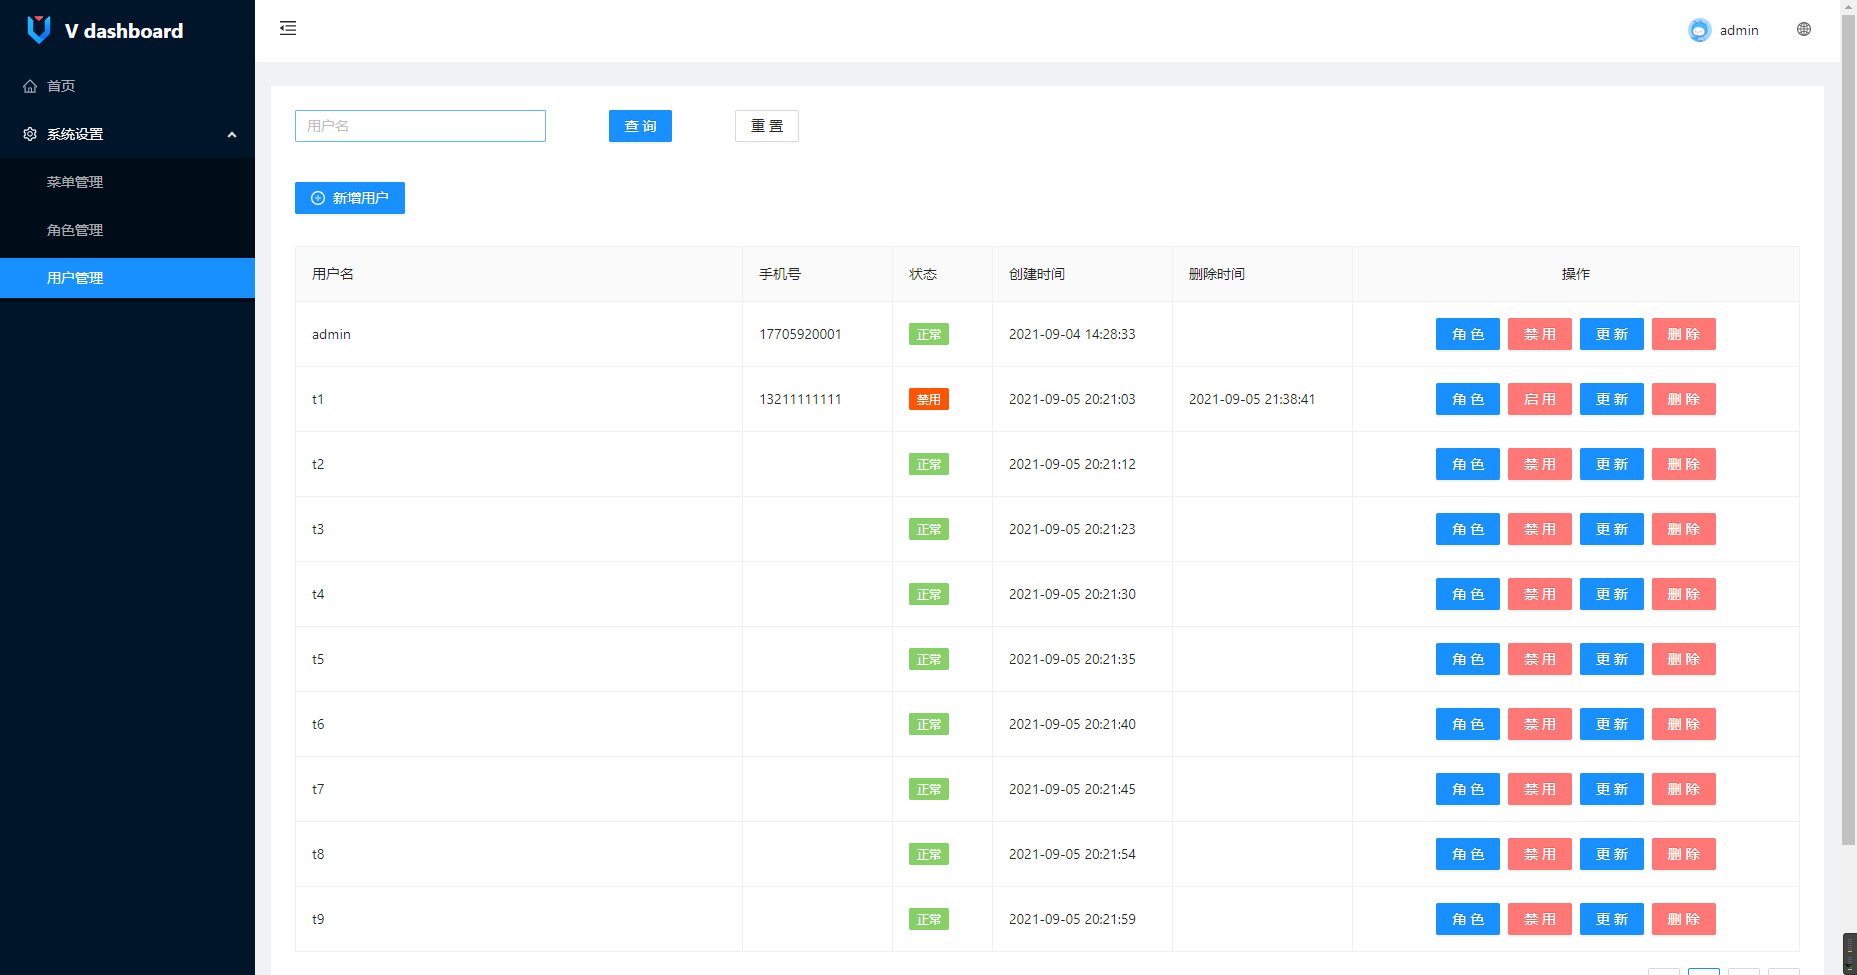 V dashboard
admin
首页
系统设置
菜单管理
角色管理
用户管理
用户名 查 询 重 置
新增用户
用户名 手机号 状态 创建时间 删除时间 操作
admin 17705920001 正常 2021-09-04 14:28:33 角 色 禁 用 更 新 删 除
t1 13211111111 禁用 2021-09-05 20:21:03 2021-09-05 21:38:41 角 色 启 用 更 新 删 除
t2 正常 2021-09-05 20:21:12 角 色 禁 用 更 新 删 除
t3 正常 2021-09-05 20:21:23 角 色 禁 用 更 新 删 除
t4 正常 2021-09-05 20:21:30 角 色 禁 用 更 新 删 除
t5 正常 2021-09-05 20:21:35 角 色 禁 用 更 新 删 除
t6 正常 2021-09-05 20:21:40 角 色 禁 用 更 新 删 除
t7 正常 2021-09-05 20:21:45 角 色 禁 用 更 新 删 除
t8 正常 2021-09-05 20:21:54 角 色 禁 用 更 新 删 除
t9 正常 2021-09-05 20:21:59 角 色 禁 用 更 新 删 除